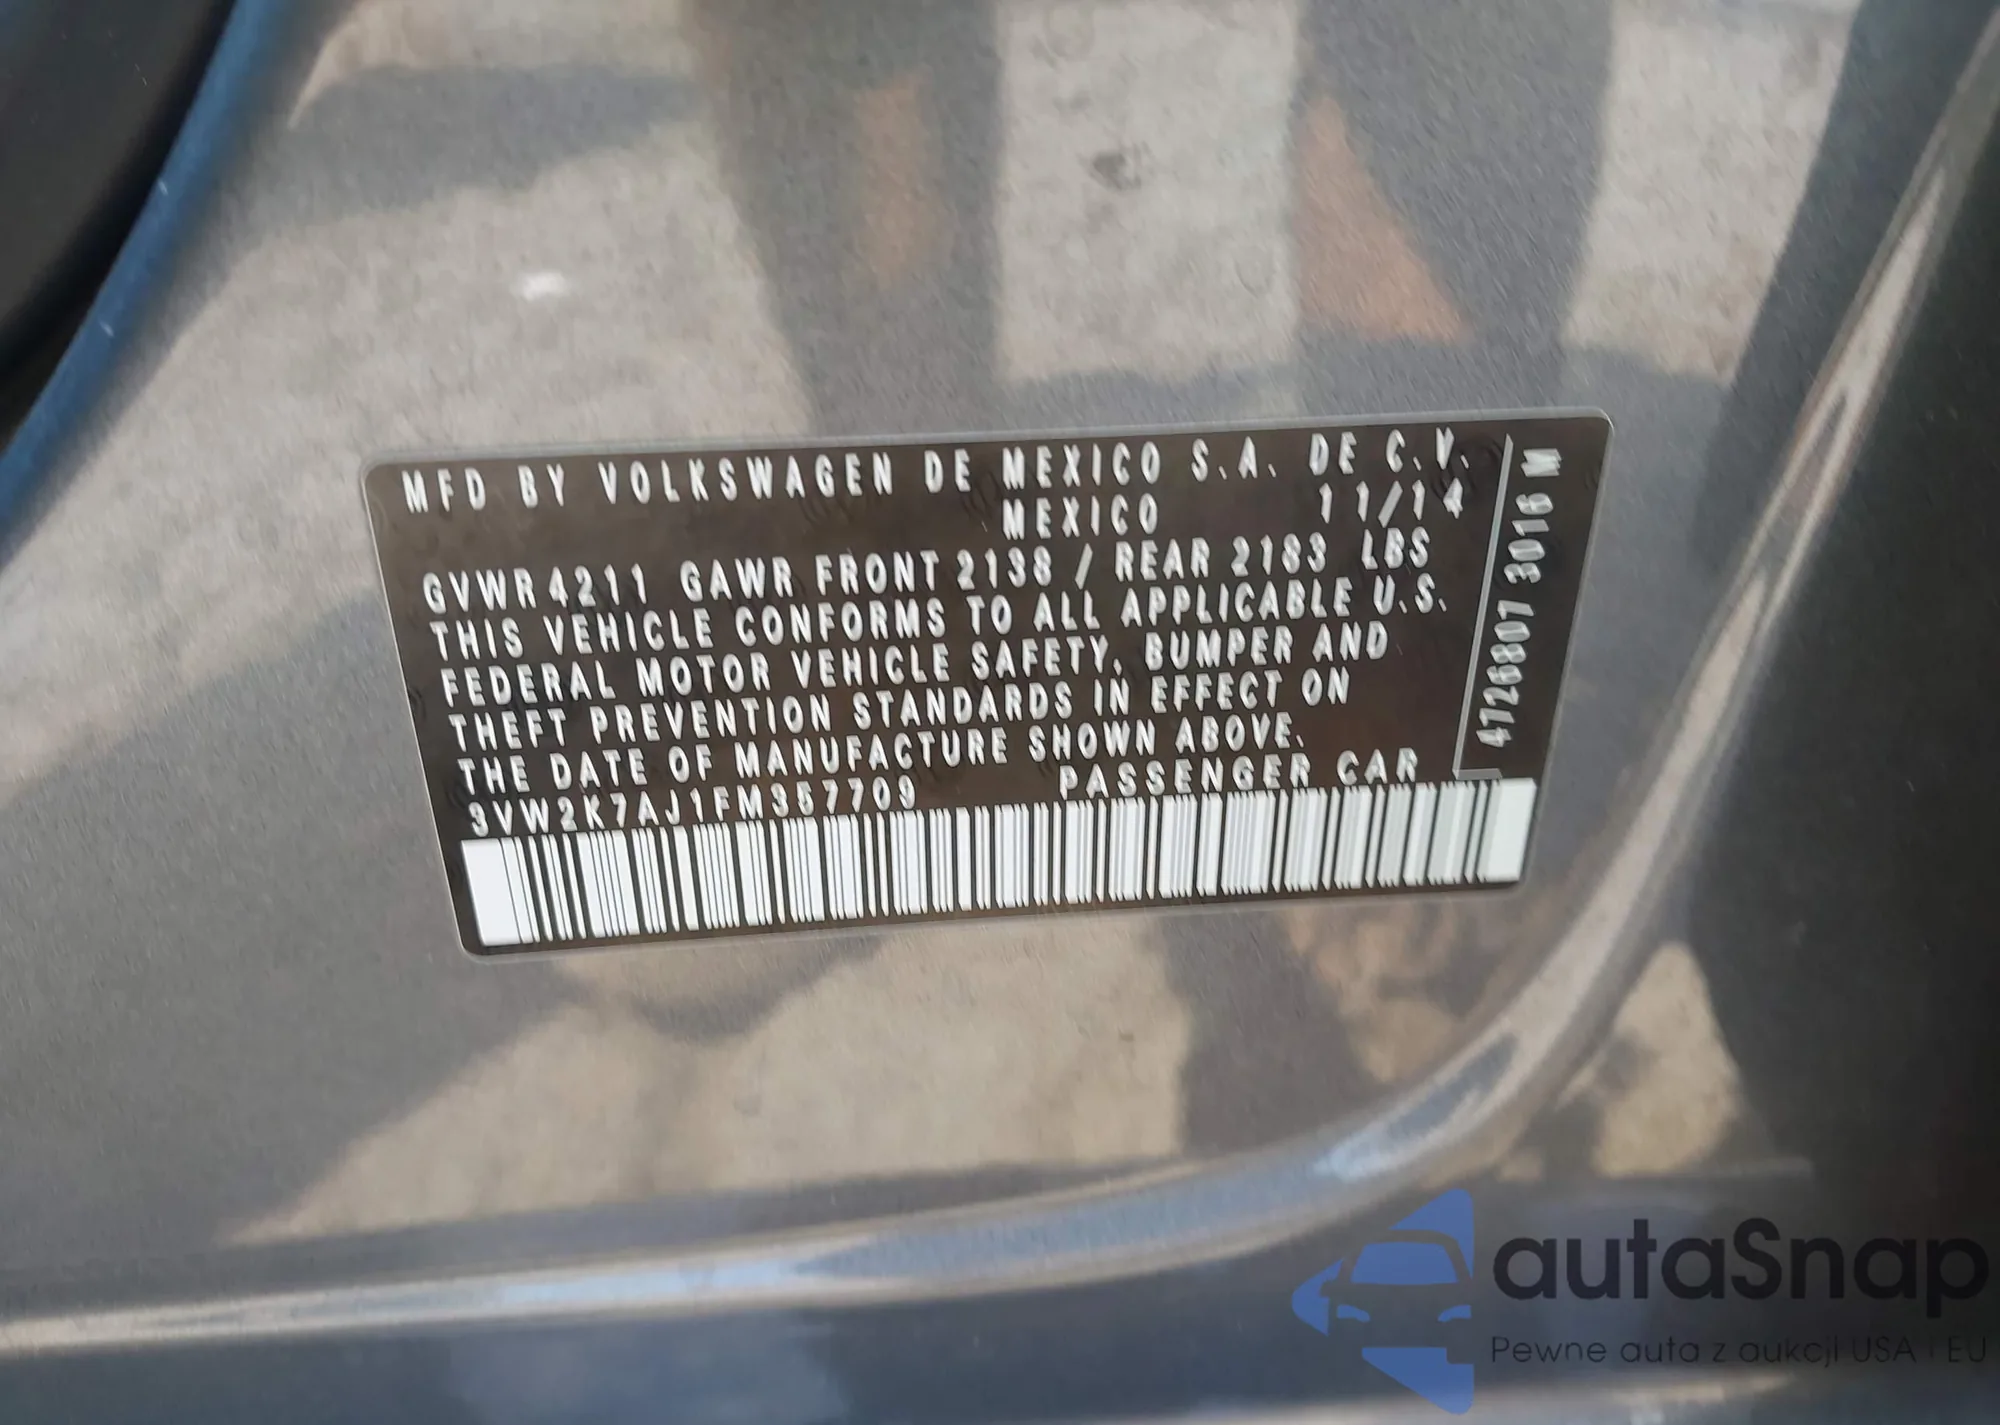 MFD BY VOLKSWAGEN DE MEXICO S.A. DE C.V.
MEXICO 11/14
GVWR 4211 GAWR FRONT 2138 / REAR 2183 LBS
THIS VEHICLE CONFORMS TO ALL APPLICABLE U.S.
FEDERAL MOTOR VEHICLE SAFETY, BUMPER AND
THEFT PREVENTION STANDARDS IN EFFECT ON
THE DATE OF MANUFACTURE SHOWN ABOVE.
3VW2K7AJ1FM357709 PASSENGER CAR
4726807 3016 M
autaSnap
Pewne auta z aukcji USA i EU